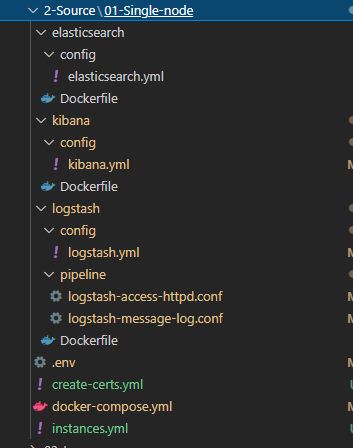 2-Source\01-Single-node
elasticsearch
config
! elasticsearch.yml
Dockerfile
kibana
config
! kibana.yml
M
Dockerfile
logstash
config
! logstash.yml
M
pipeline
logstash-access-httpd.conf
M
logstash-message-log.conf
M
Dockerfile
.env
M
! create-certs.yml
U
docker-compose.yml
M
! instances.yml
U